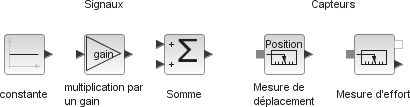 Signaux
Capteurs
gain
+
+
Σ
Position
constante
multiplication par
un gain
Somme
Mesure de
déplacement
Mesure d'effort